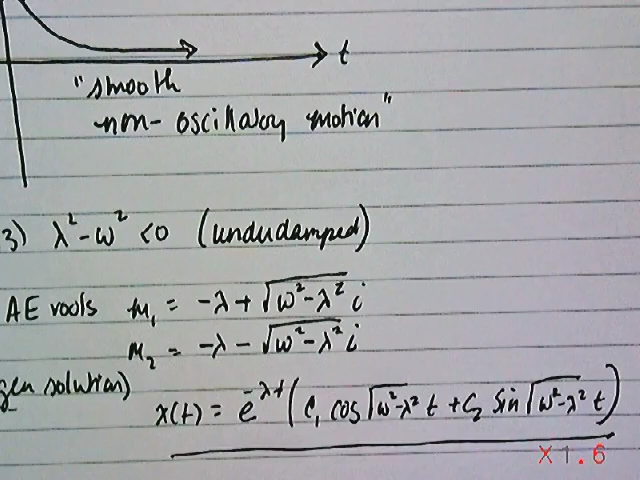 t
"smooth
non-oscillatory motion"
3) λ²-ω² <0 (undudamped)
AE roots m₁ = -λ+√(ω²-λ²) i
m₂ = -λ-√(ω²-λ²) i
gen solution)
x(t) = e^(-λt) (c₁ cos√(ω²-λ²) t + c₂ sin√(ω²-λ²) t)
X1.6